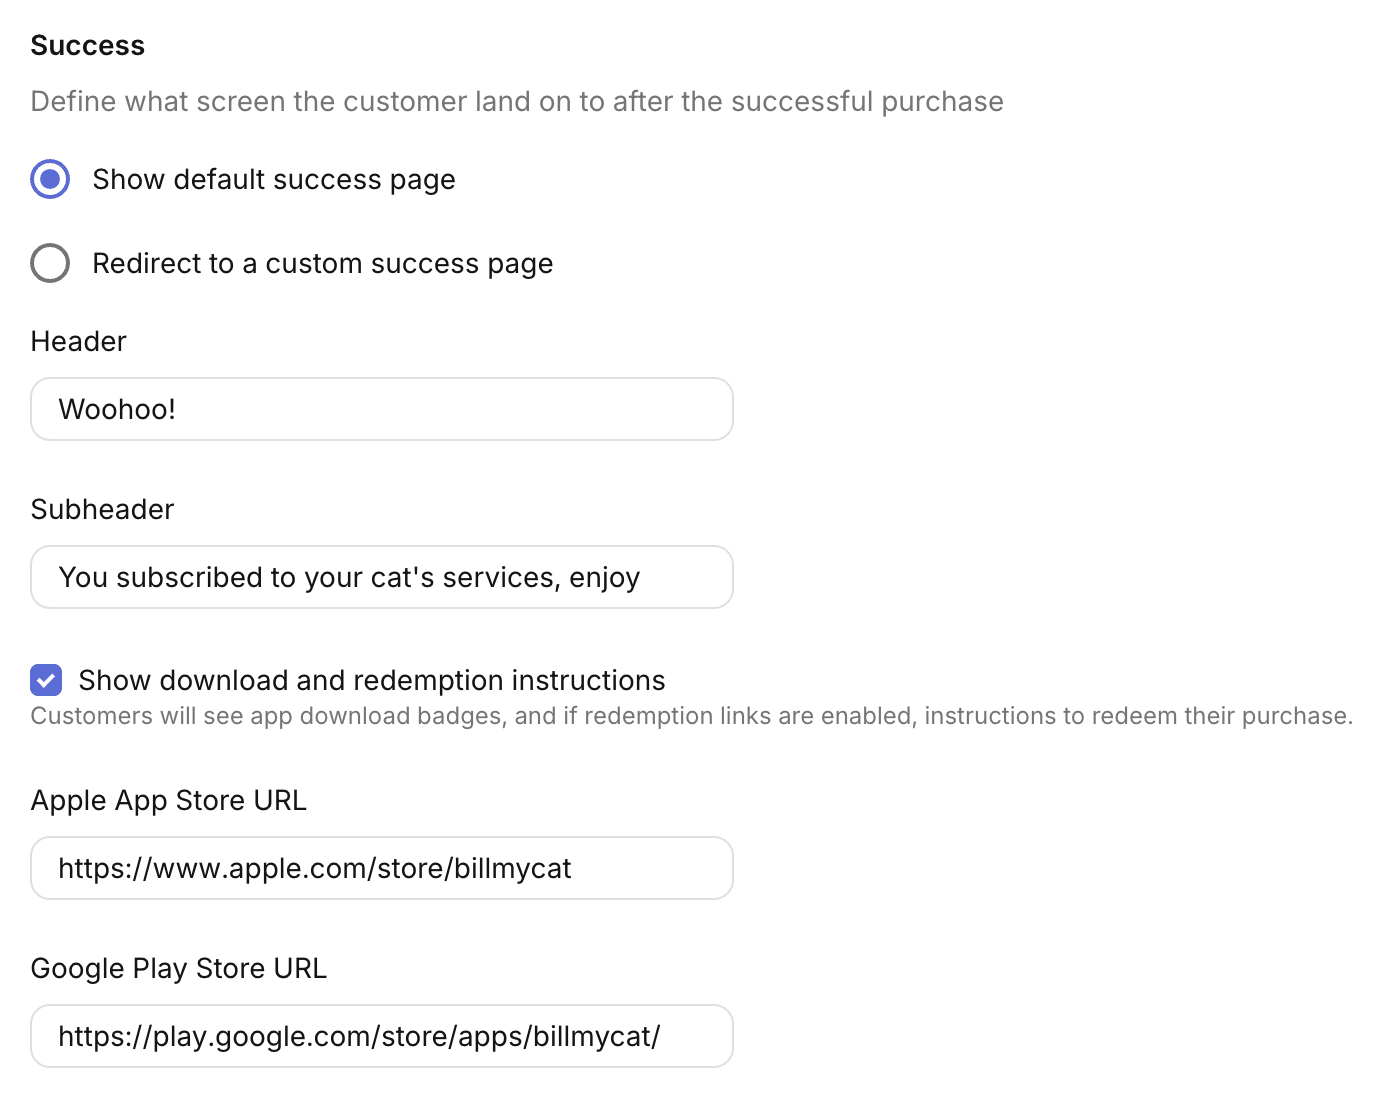 Success
Define what screen the customer land on to after the successful purchase
Show default success page
Redirect to a custom success page
Header
Woohoo!
Subheader
You subscribed to your cat's services, enjoy
Show download and redemption instructions
Customers will see app download badges, and if redemption links are enabled, instructions to redeem their purchase.
Apple App Store URL
https://www.apple.com/store/billmycat
Google Play Store URL
https://play.google.com/store/apps/billmycat/